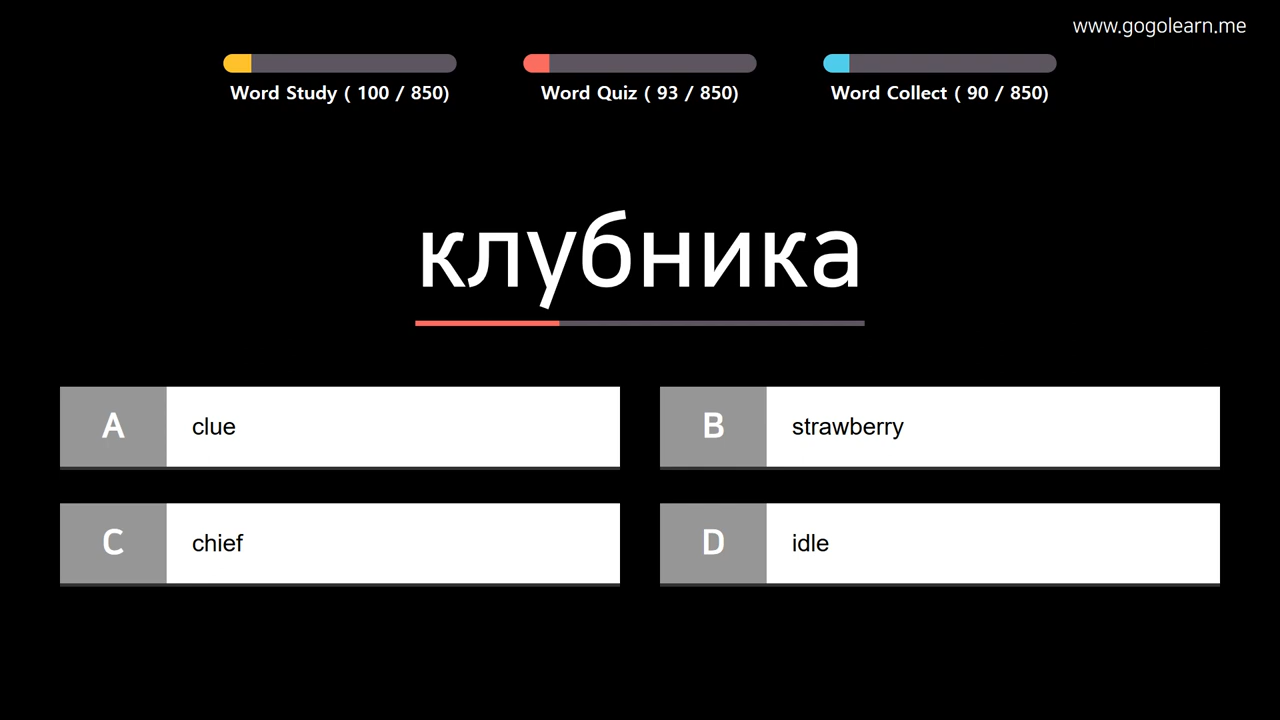 www.gogolearn.me
Word Study ( 100 / 850)
Word Quiz ( 93 / 850)
Word Collect ( 90 / 850)
клубника
A clue
B strawberry
C chief
D idle